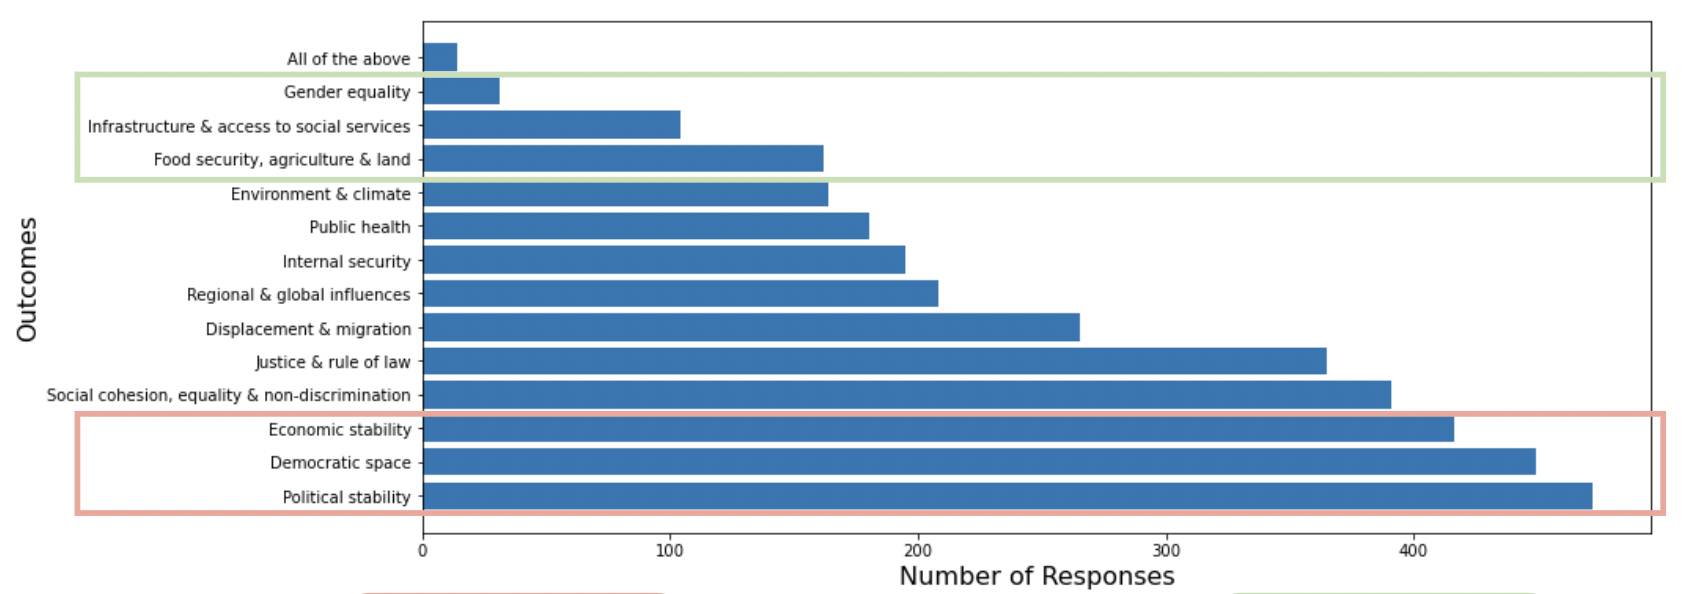 All of the above
Gender equality
Infrastructure & access to social services
Food security, agriculture & land
Environment & climate
Public health
Internal security
Regional & global influences
Displacement & migration
Justice & rule of law
Social cohesion, equality & non-discrimination
Economic stability
Democratic space
Political stability
Outcomes
0 100 200 300 400
Number of Responses